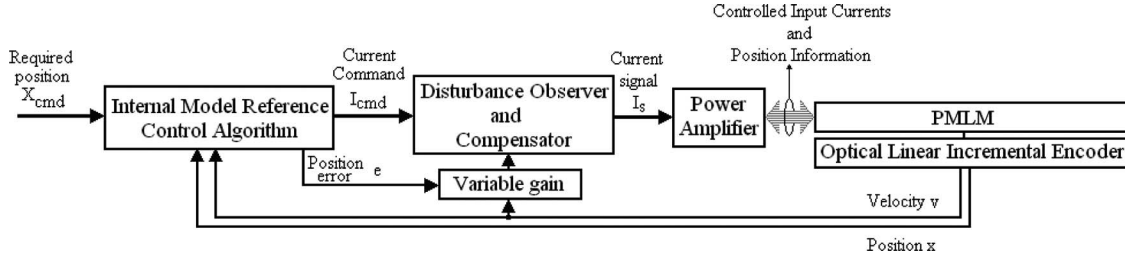 Controlled Input Currents
and
Position Information
Required
position
X_cmd
Internal Model Reference
Control Algorithm
Current
Command
I_cmd
Disturbance Observer
and
Compensator
Current
signal
I_s
Power
Amplifier
PMLM
Optical Linear Incremental Encoder
Position
error e
Variable gain
Velocity v
Position x